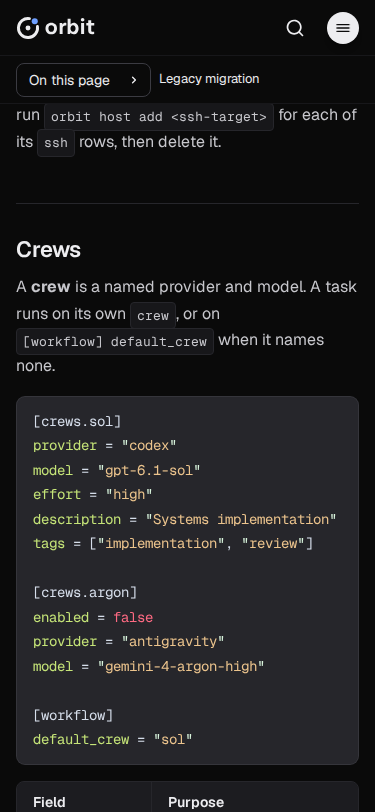 orbit
On this page
Legacy migration
run orbit host add <ssh-target> for each of
its ssh rows, then delete it.
Crews
A crew is a named provider and model. A task
runs on its own crew, or on
[workflow] default_crew when it names
none.
[crews.sol]
provider = "codex"
model = "gpt-6.1-sol"
effort = "high"
description = "Systems implementation"
tags = ["implementation", "review"]
[crews.argon]
enabled = false
provider = "antigravity"
model = "gemini-4-argon-high"
[workflow]
default_crew = "sol"
Field
Purpose